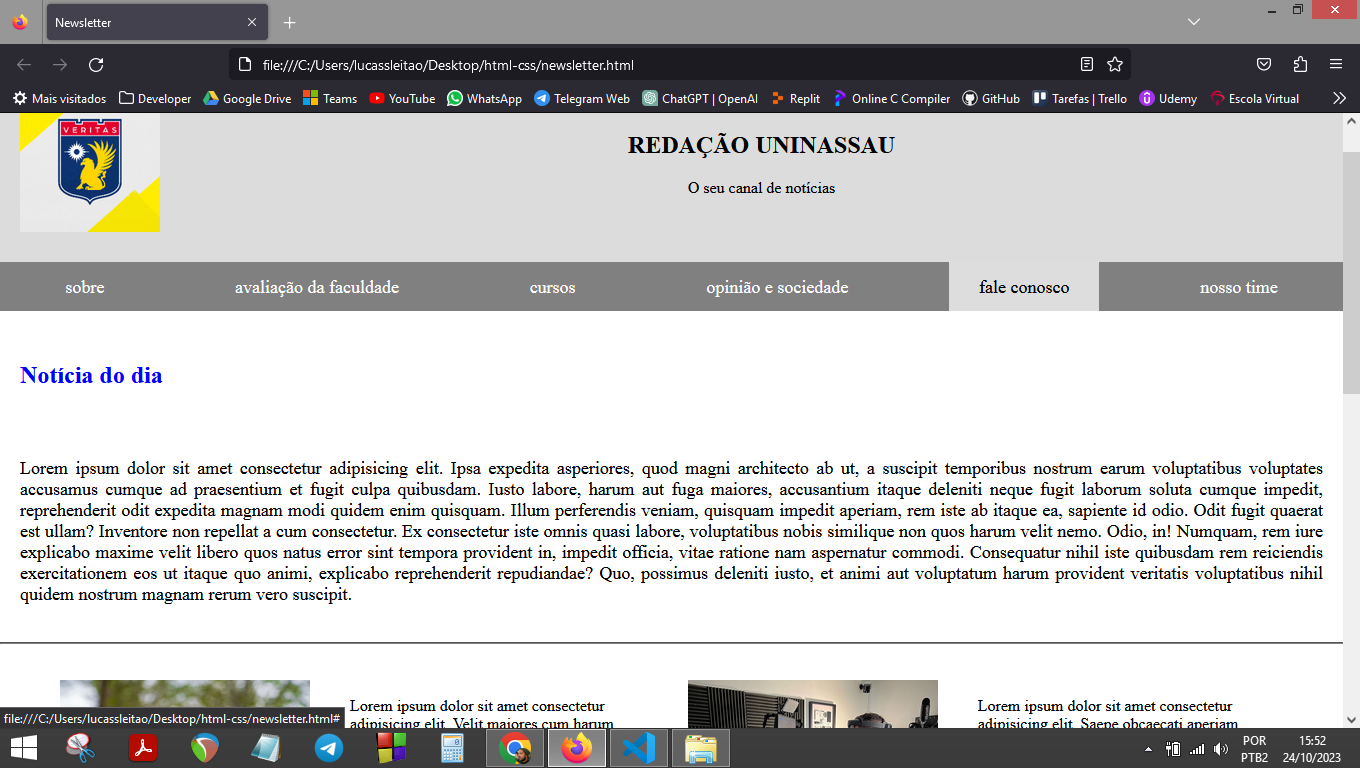 Newsletter
file:///C:/Users/lucassleitao/Desktop/html-css/newsletter.html
Mais visitados Developer Google Drive Teams YouTube WhatsApp Telegram Web ChatGPT | OpenAI Replit Online C Compiler GitHub Tarefas | Trello Udemy Escola Virtual
VERITAS
REDAÇÃO UNINASSAU
O seu canal de notícias
sobre avaliação da faculdade cursos opinião e sociedade fale conosco nosso time
Notícia do dia
Lorem ipsum dolor sit amet consectetur adipisicing elit. Ipsa expedita asperiores, quod magni architecto ab ut, a suscipit temporibus nostrum earum voluptatibus voluptates
accusamus cumque ad praesentium et fugit culpa quibusdam. Iusto labore, harum aut fuga maiores, accusantium itaque deleniti neque fugit laborum soluta cumque impedit,
reprehenderit odit expedita magnam modi quidem enim quisquam. Illum perferendis veniam, quisquam impedit aperiam, rem iste ab itaque ea, sapiente id odio. Odit fugit quaerat
est ullam? Inventore non repellat a cum consectetur. Ex consectetur iste omnis quasi labore, voluptatibus nobis similique non quos harum velit nemo. Odio, in! Numquam, rem iure
explicabo maxime velit libero quos natus error sint tempora provident in, impedit officia, vitae ratione nam aspernatur commodi. Consequatur nihil iste quibusdam rem reiciendis
exercitationem eos ut itaque quo animi, explicabo reprehenderit repudiandae? Quo, possimus deleniti iusto, et animi aut voluptatum harum provident veritatis voluptatibus nihil
quidem nostrum magnam rerum vero suscipit.
Lorem ipsum dolor sit amet consectetur
adipisicing elit. Velit maiores cum harum
Lorem ipsum dolor sit amet consectetur
adipisicing elit. Saepe obcaecati aperiam
file:///C:/Users/lucassleitao/Desktop/html-css/newsletter.html#
POR
PTB2
15:52
24/10/2023